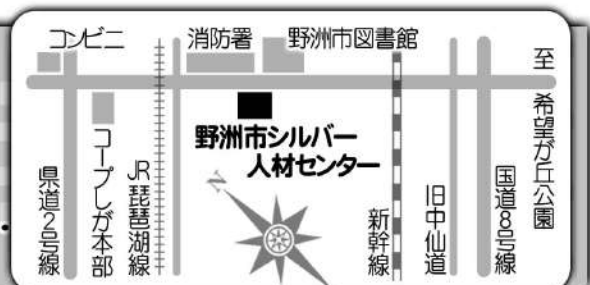 コンビニ
消防署
野洲市図書館
至 希望が丘公園
野洲市シルバー
人材センター
N
県道2号線
コープしが本部
JR琵琶湖線
新幹線
旧中仙道
国道8号線